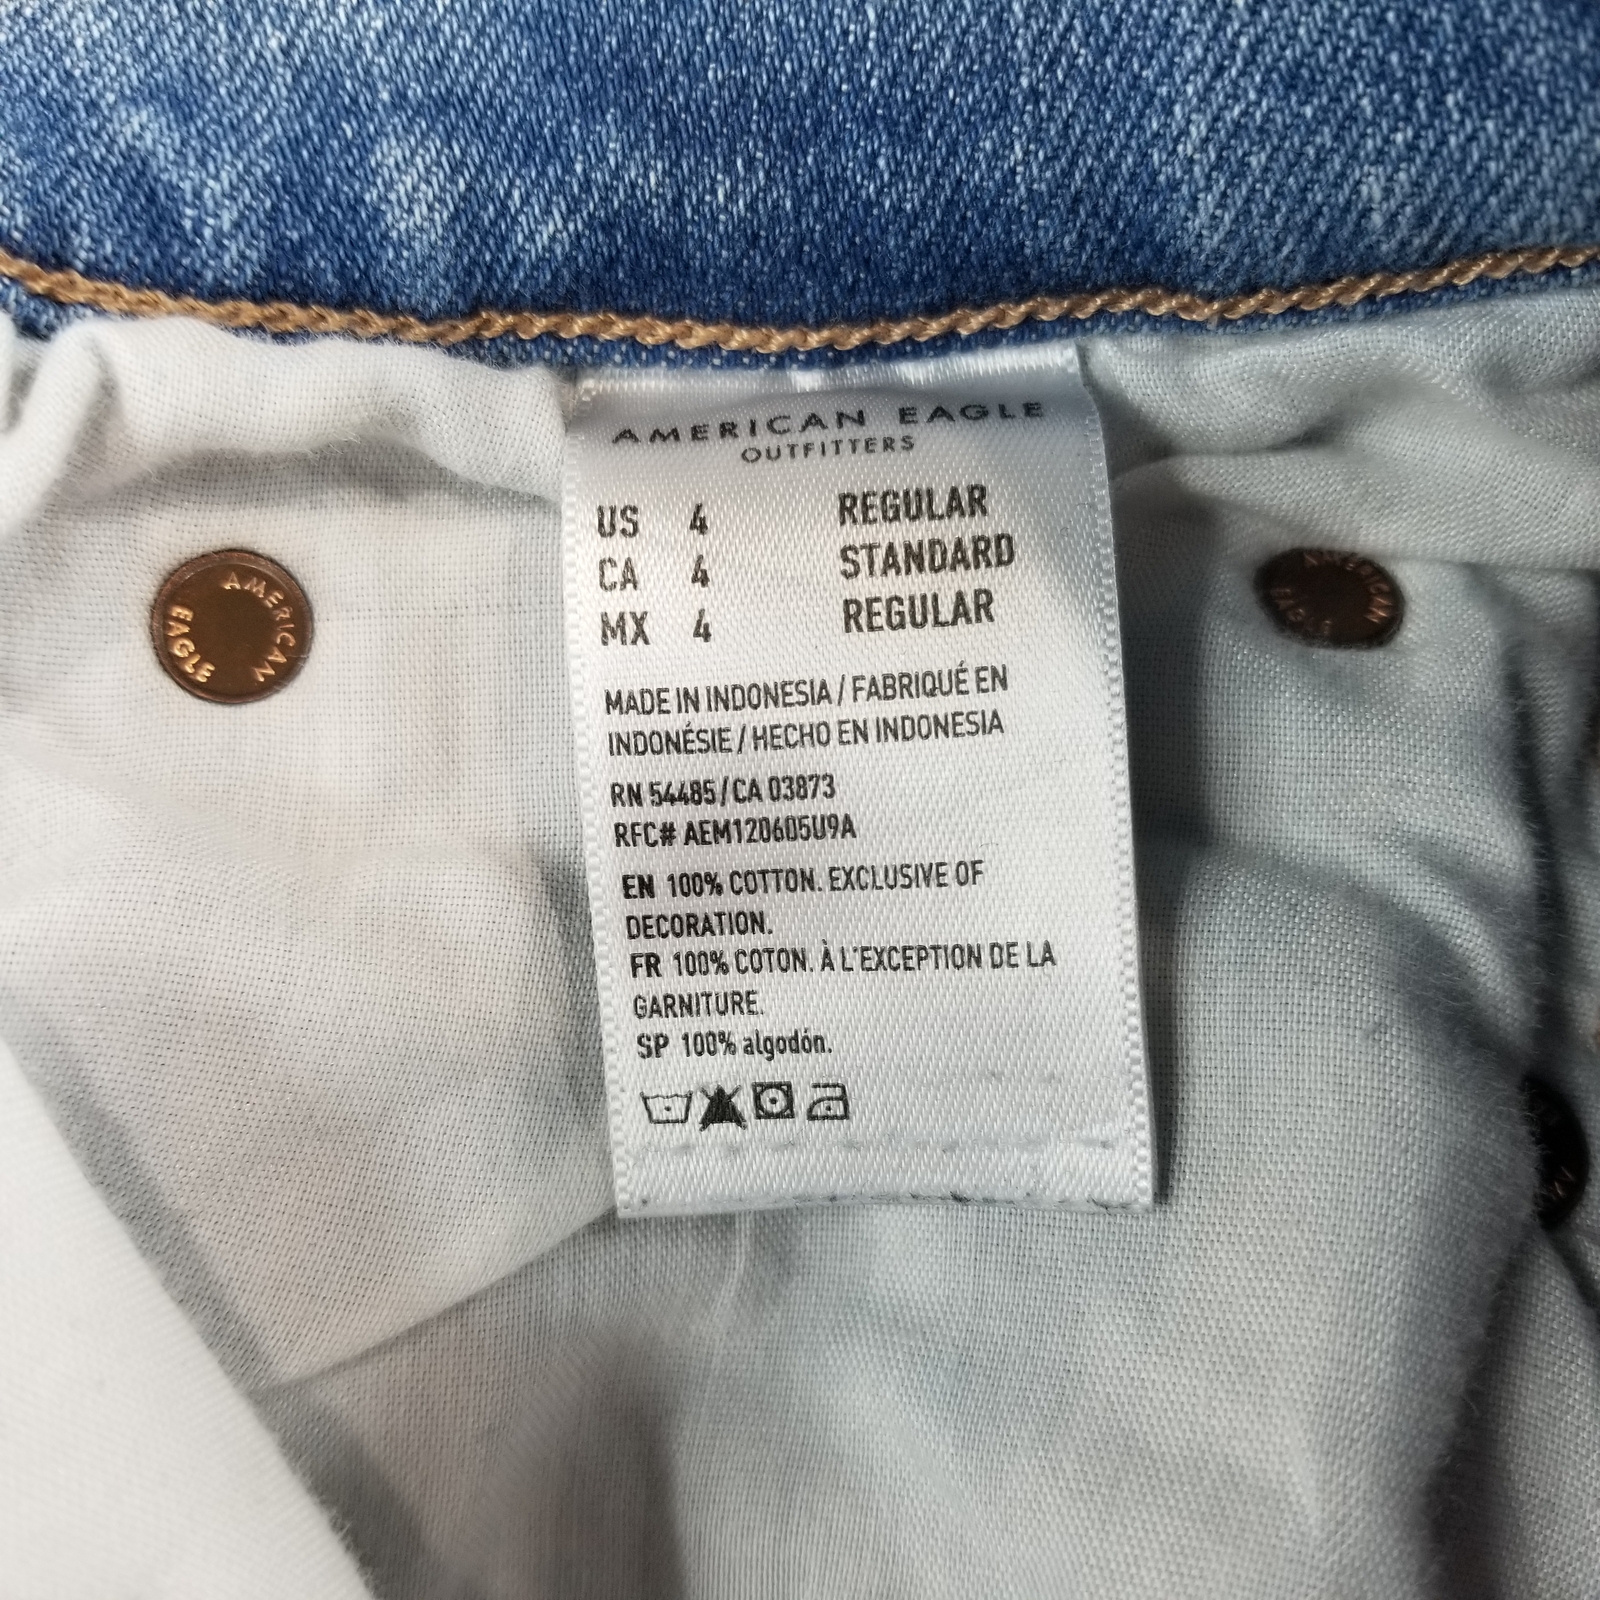 AMERICAN EAGLE
OUTFITTERS
US 4 REGULAR
CA 4 STANDARD
MX 4 REGULAR
MADE IN INDONESIA / FABRIQUÉ EN
INDONÉSIE / HECHO EN INDONESIA
RN 54485 / CA 03873
RFC# AEM120605U9A
EN 100% COTTON. EXCLUSIVE OF
DECORATION.
FR 100% COTON. À L'EXCEPTION DE LA
GARNITURE.
SP 100% algodón.
AMERICAN
EAGLE
AMERICAN
EAGLE